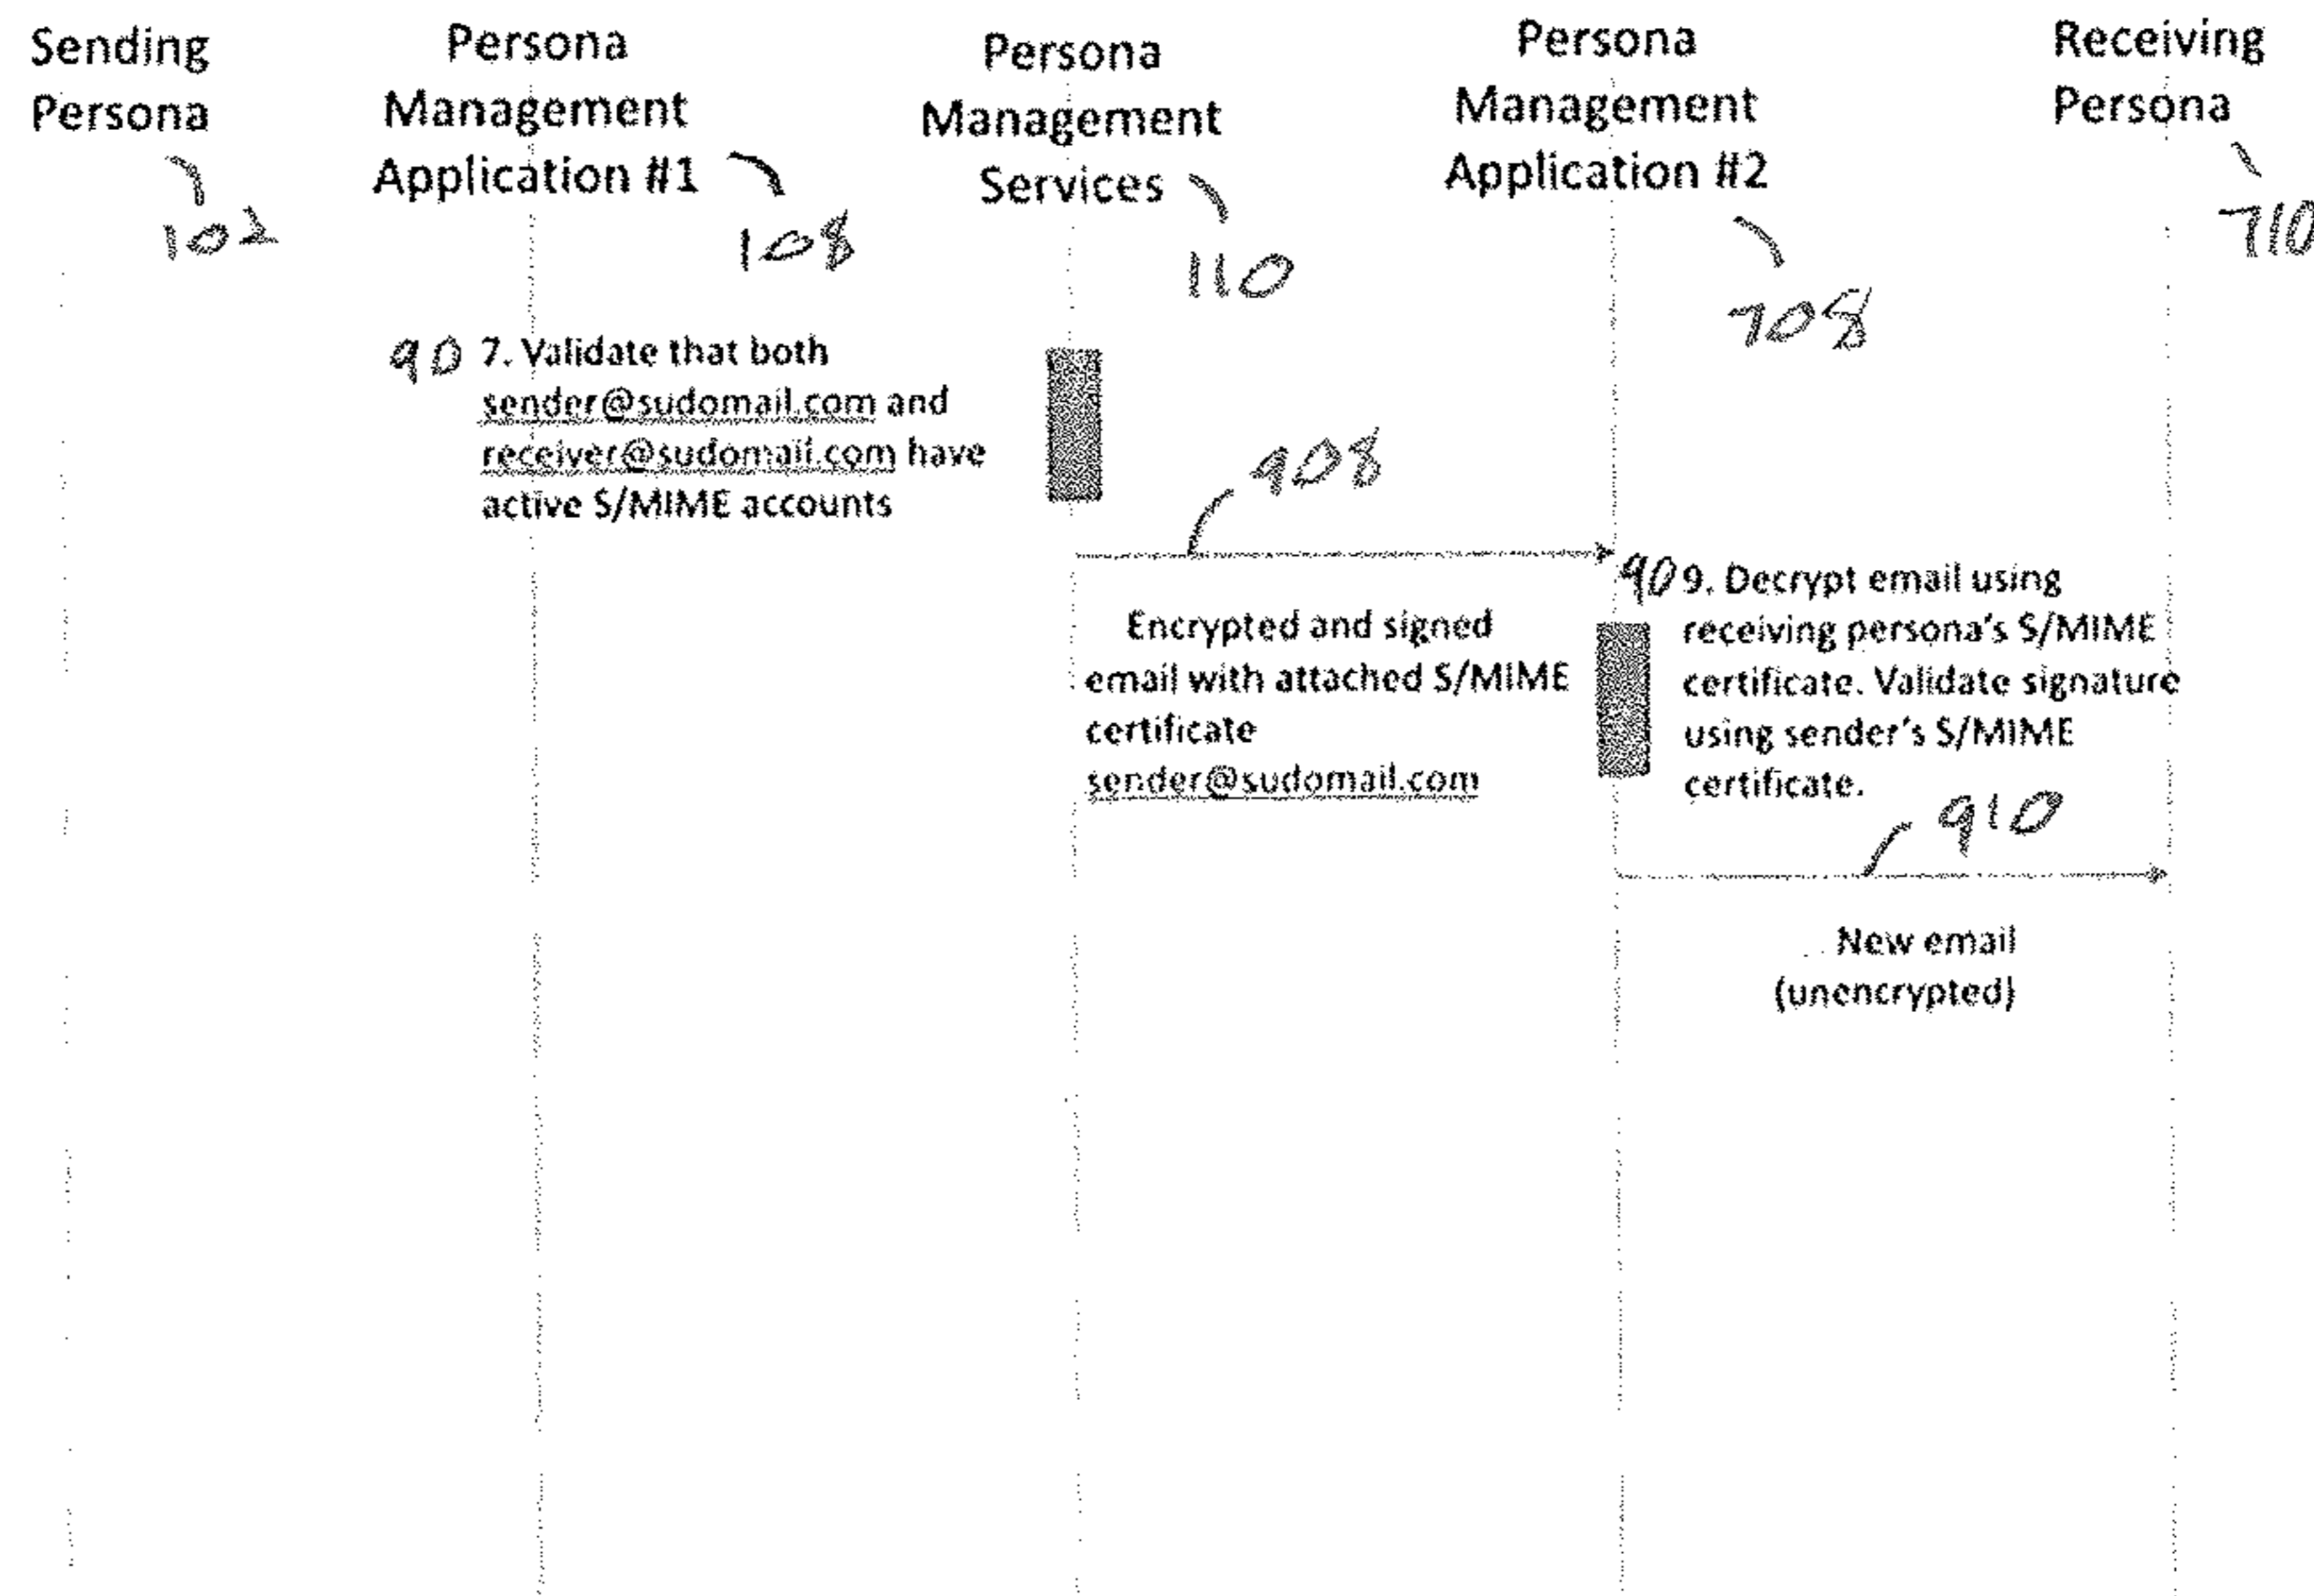 Sending
Persona
102
Persona
Management
Application #1
108
Persona
Management
Services
110
Persona
Management
Application #2
708
Receiving
Persona
710
90 7. Validate that both
sender@sudomail.com and
receiver@sudomail.com have
active S/MIME accounts
908
Encrypted and signed
email with attached S/MIME
certificate
sender@sudomail.com
90 9. Decrypt email using
receiving persona's S/MIME
certificate. Validate signature
using sender's S/MIME
certificate.
910
New email
(unencrypted)